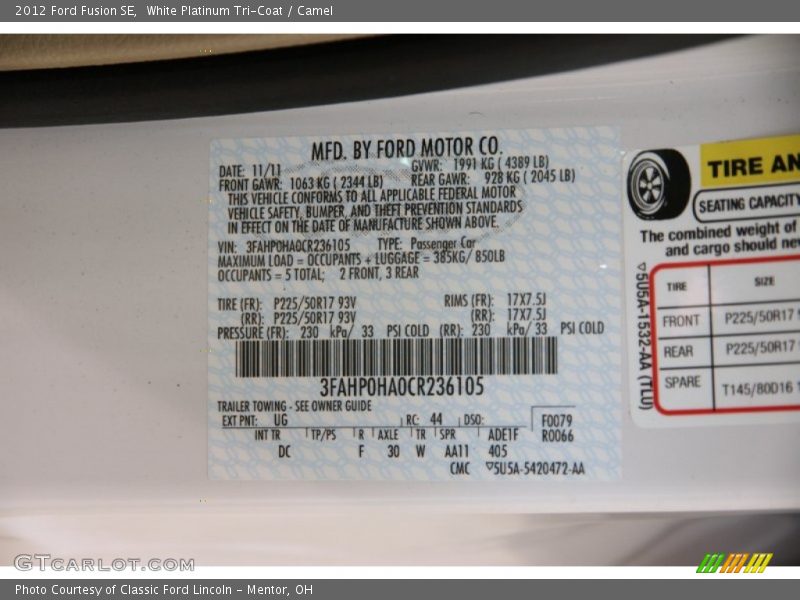 2012 Ford Fusion SE, White Platinum Tri-Coat / Camel
MFD. BY FORD MOTOR CO.
DATE: 11/11 GVWR: 1991 KG ( 4389 LB)
FRONT GAWR: 1063 KG ( 2344 LB) REAR GAWR: 928 KG ( 2045 LB)
THIS VEHICLE CONFORMS TO ALL APPLICABLE FEDERAL MOTOR
VEHICLE SAFETY, BUMPER, AND THEFT PREVENTION STANDARDS
IN EFFECT ON THE DATE OF MANUFACTURE SHOWN ABOVE.
VIN: 3FAHP0HA0CR236105 TYPE: Passenger Car
MAXIMUM LOAD = OCCUPANTS + LUGGAGE = 385KG/ 850LB
OCCUPANTS = 5 TOTAL; 2 FRONT, 3 REAR
TIRE (FR): P225/50R17 93V RIMS (FR): 17X7.5J
(RR): P225/50R17 93V (RR): 17X7.5J
PRESSURE (FR): 230 kPa/ 33 PSI COLD (RR): 230 kPa/ 33 PSI COLD
3FAHP0HA0CR236105
TRAILER TOWING - SEE OWNER GUIDE
EXT PNT: UG RC: 44 DSO: F0079
INT TR TP/PS R AXLE TR SPR ADE1F R0066
DC F 30 W AA11 405
CMC 5U5A-5420472-AA
TIRE AN
SEATING CAPACITY
The combined weight of
and cargo should nev
5U5A-1532-AA (TLU)
TIRE SIZE
FRONT P225/50R17
REAR P225/50R17
SPARE T145/80D16
GTCARLOT.COM
Photo Courtesy of Classic Ford Lincoln - Mentor, OH